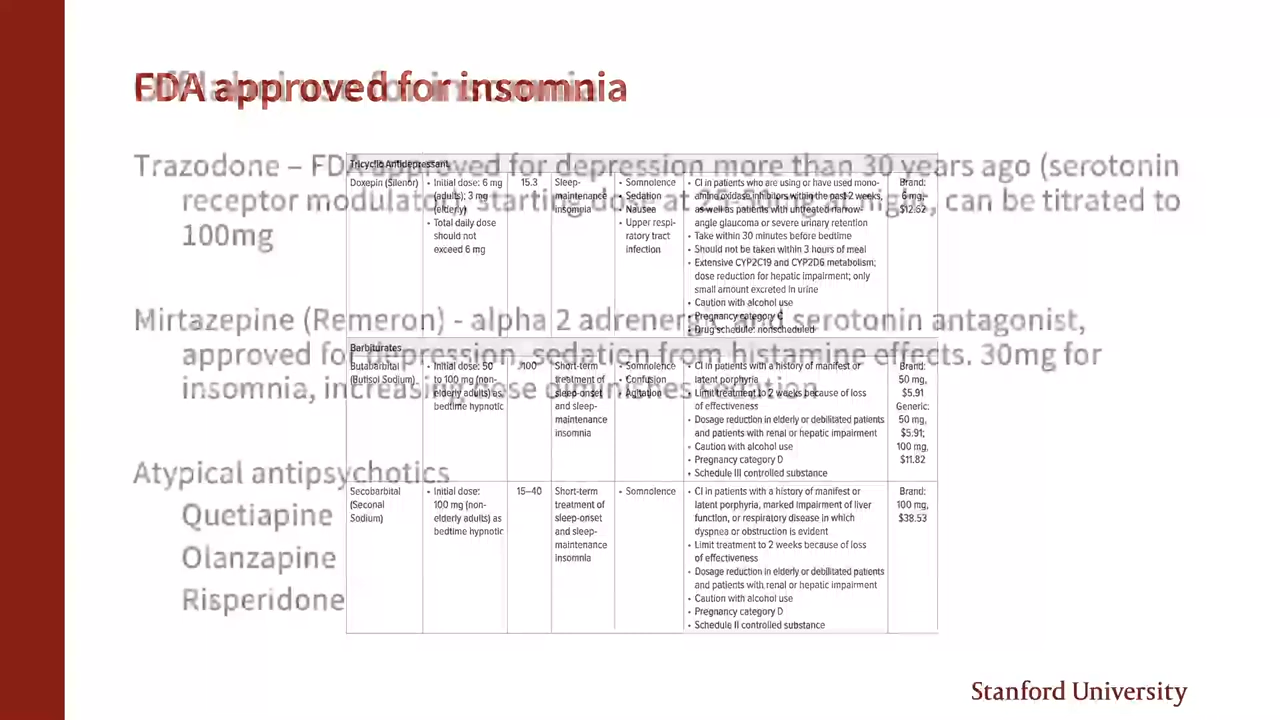 FDA approved for insomnia
Trazodone – FDA approved for depression more than 30 years ago (serotonin
receptor modulator), starting dose at 25-50mg at night, can be titrated to
100mg
Mirtazepine (Remeron) - alpha 2 adrenergic and serotonin antagonist,
approved for depression, sedation from histamine effects. 30mg for
insomnia, increasing dose diminishes sedation
Atypical antipsychotics
Quetiapine
Olanzapine
Risperidone
Tricyclic Antidepressant
Doxepin (Silenor)
• Initial dose: 6 mg
(adults); 3 mg
(elderly)
• Total daily dose
should not
exceed 6 mg
15.3
Sleep-
maintenance
insomnia
• Somnolence
• Sedation
• Nausea
• Upper respi-
ratory tract
infection
• CI in patients who are using or have used mono-
amine oxidase inhibitors within the past 2 weeks,
as well as patients with untreated narrow-
angle glaucoma or severe urinary retention
• Take within 30 minutes before bedtime
• Should not be taken within 3 hours of meal
• Extensive CYP2C19 and CYP2D6 metabolism;
dose reduction for hepatic impairment; only
small amount excreted in urine
• Caution with alcohol use
• Pregnancy category C
• Drug schedule: nonscheduled
Brand:
6 mg,
$12.62
Barbiturates
Butabarbital
(Butisol Sodium)
• Initial dose: 50
to 100 mg (non-
elderly adults) as
bedtime hypnotic
100
Short-term
treatment of
sleep-onset
and sleep-
maintenance
insomnia
• Somnolence
• Confusion
• Agitation
• CI in patients with a history of manifest or
latent porphyria
• Limit treatment to 2 weeks because of loss
of effectiveness
• Dosage reduction in elderly or debilitated patients
and patients with renal or hepatic impairment
• Caution with alcohol use
• Pregnancy category D
• Schedule III controlled substance
Brand:
50 mg,
$5.91
Generic:
50 mg,
$5.91;
100 mg,
$11.82
Secobarbital
(Seconal
Sodium)
• Initial dose:
100 mg (non-
elderly adults) as
bedtime hypnotic
15–40
Short-term
treatment of
sleep-onset
and sleep-
maintenance
insomnia
• Somnolence
• CI in patients with a history of manifest or
latent porphyria, marked impairment of liver
function, or respiratory disease in which
dyspnea or obstruction is evident
• Limit treatment to 2 weeks because of loss
of effectiveness
• Dosage reduction in elderly or debilitated patients
and patients with renal or hepatic impairment
• Caution with alcohol use
• Pregnancy category D
• Schedule II controlled substance
Brand:
100 mg,
$38.53
Stanford University